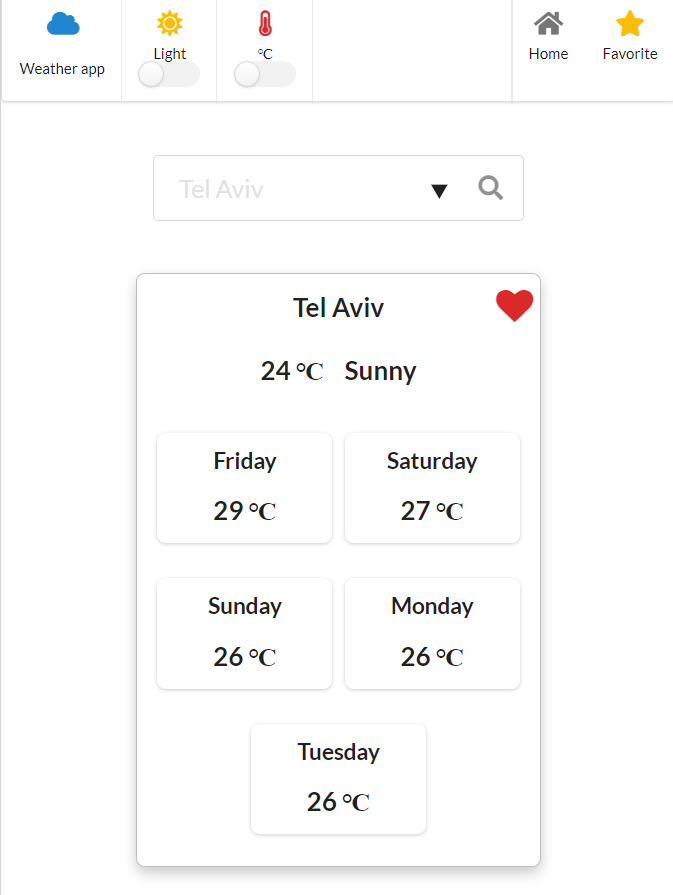 Weather app
Light
°C
Home
Favorite
Tel Aviv
Tel Aviv
24 °C Sunny
Friday
29 °C
Saturday
27 °C
Sunday
26 °C
Monday
26 °C
Tuesday
26 °C